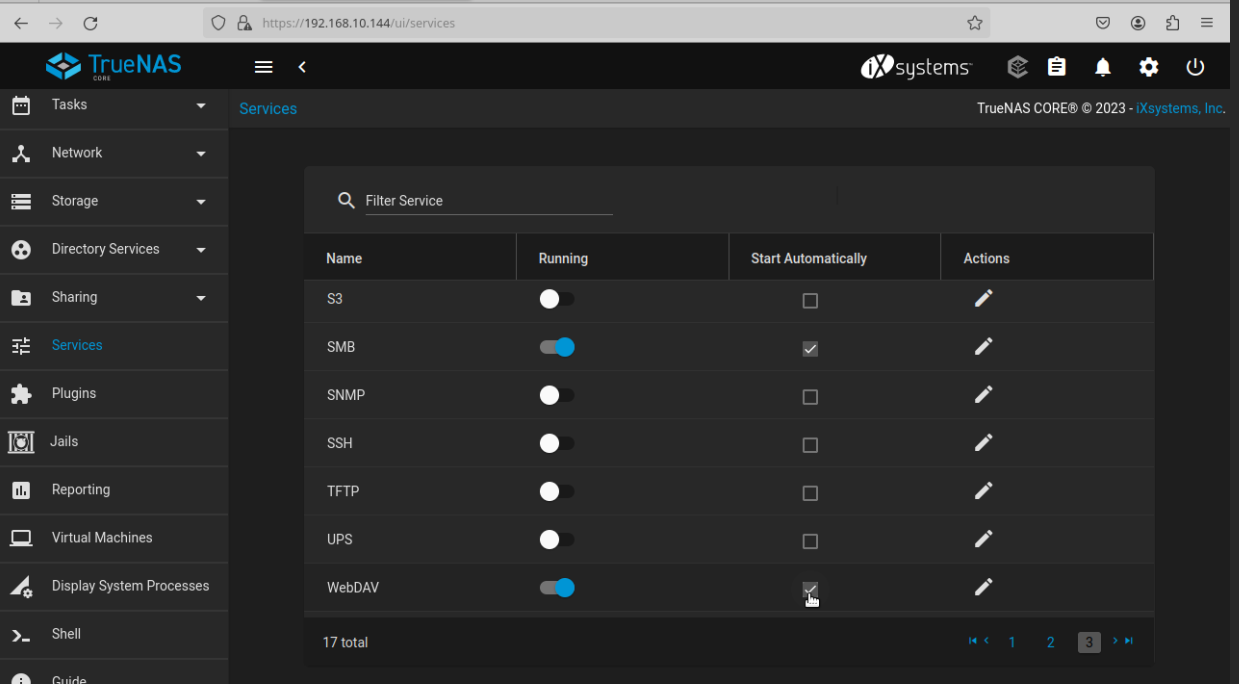 https://192.168.10.144/ui/services
TrueNAS
CORE
iXsystems
Tasks
Services
TrueNAS CORE® © 2023 - iXsystems, Inc.
Network
Storage
Directory Services
Sharing
Services
Plugins
Jails
Reporting
Virtual Machines
Display System Processes
Shell
Guide
Filter Service
Name Running Start Automatically Actions
S3
SMB
SNMP
SSH
TFTP
UPS
WebDAV
17 total
1 2 3